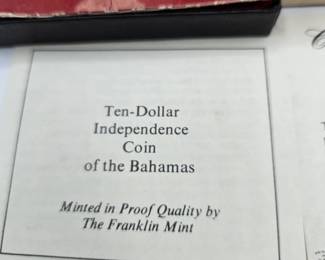 Ten-Dollar
Independence
Coin
of the Bahamas
Minted in Proof Quality by
The Franklin Mint